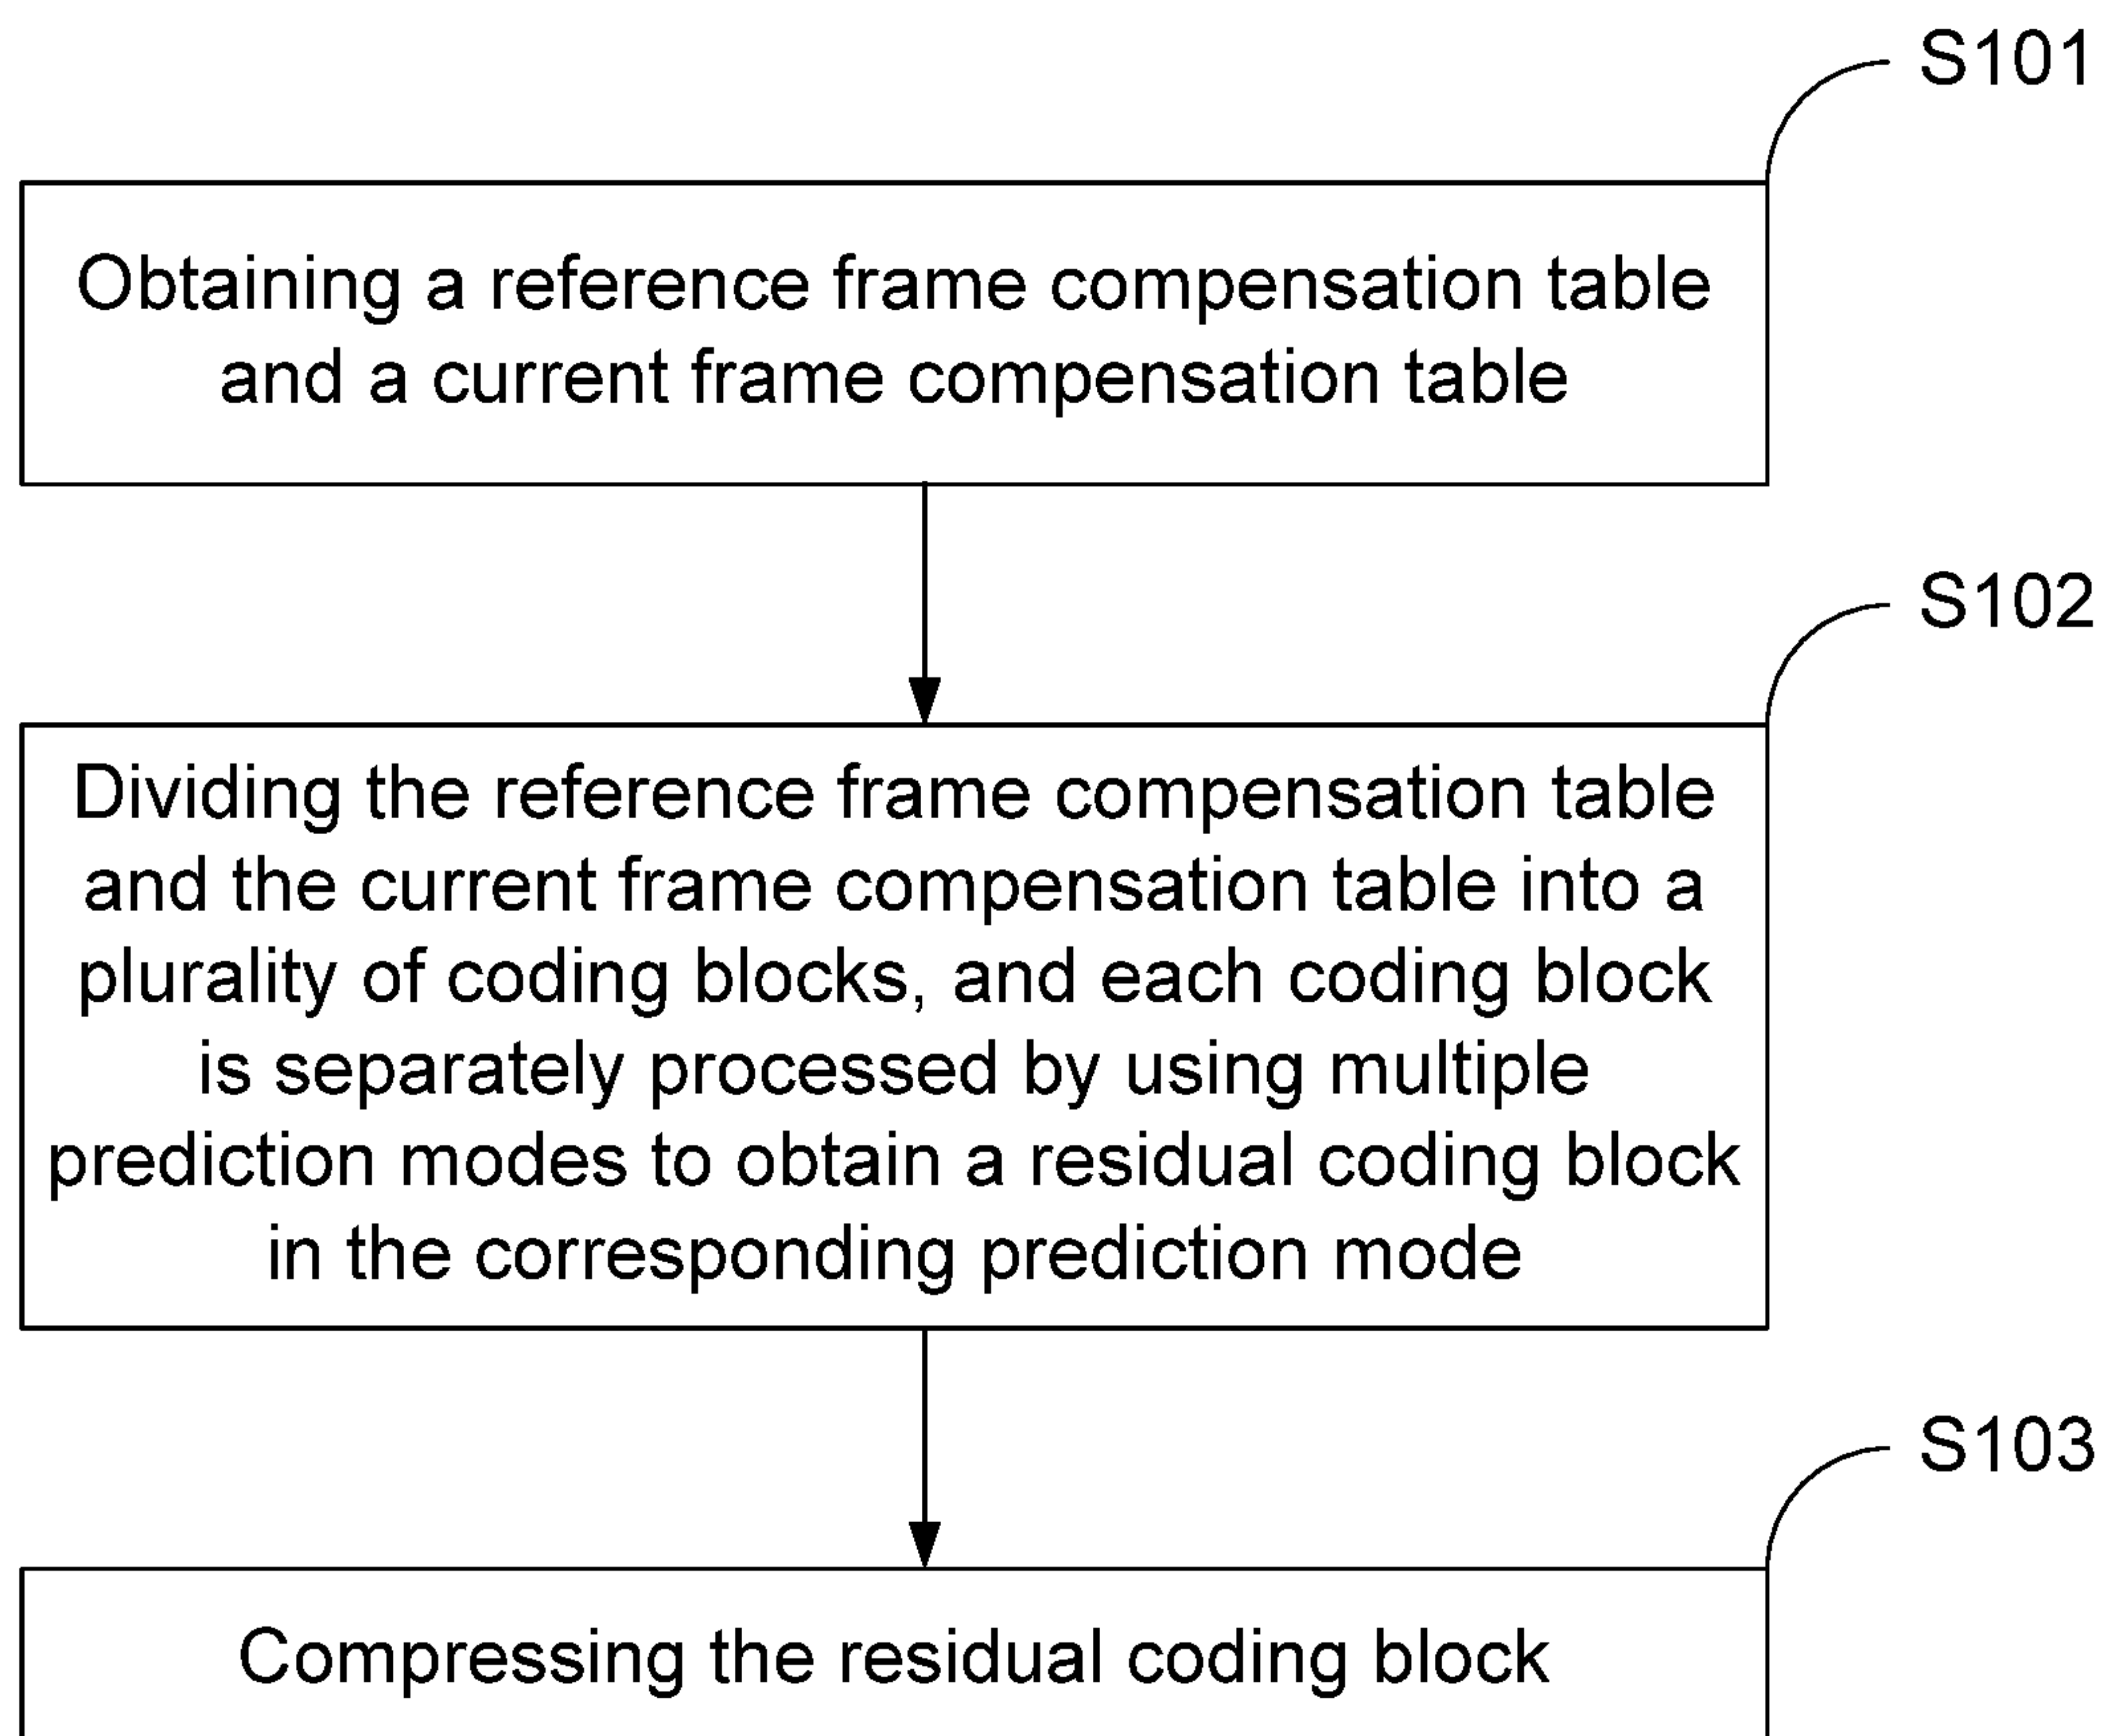 S101
Obtaining a reference frame compensation table
and a current frame compensation table
S102
Dividing the reference frame compensation table
and the current frame compensation table into a
plurality of coding blocks, and each coding block
is separately processed by using multiple
prediction modes to obtain a residual coding block
in the corresponding prediction mode
S103
Compressing the residual coding block